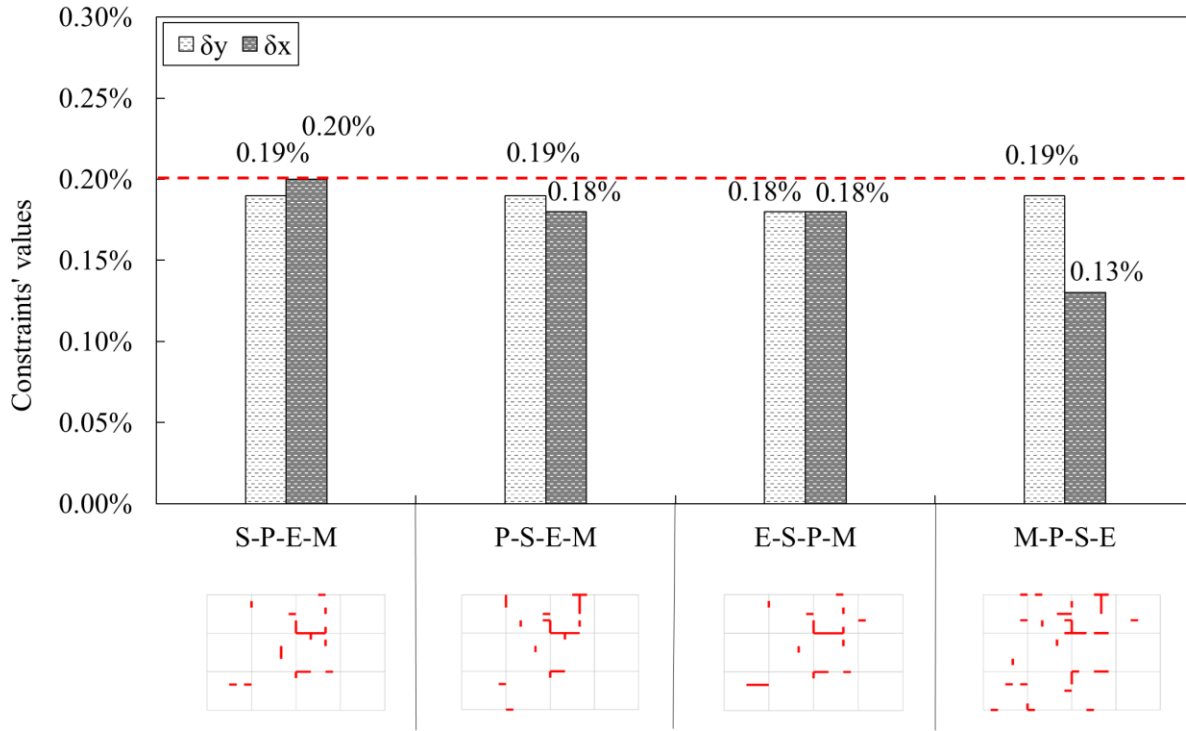 0.30%
δy δx
0.25%
0.20%
0.19% 0.19% 0.19%
0.20%
0.18% 0.18% 0.18%
0.15%
0.13%
0.10%
0.05%
0.00%
Constraints' values
S-P-E-M P-S-E-M E-S-P-M M-P-S-E